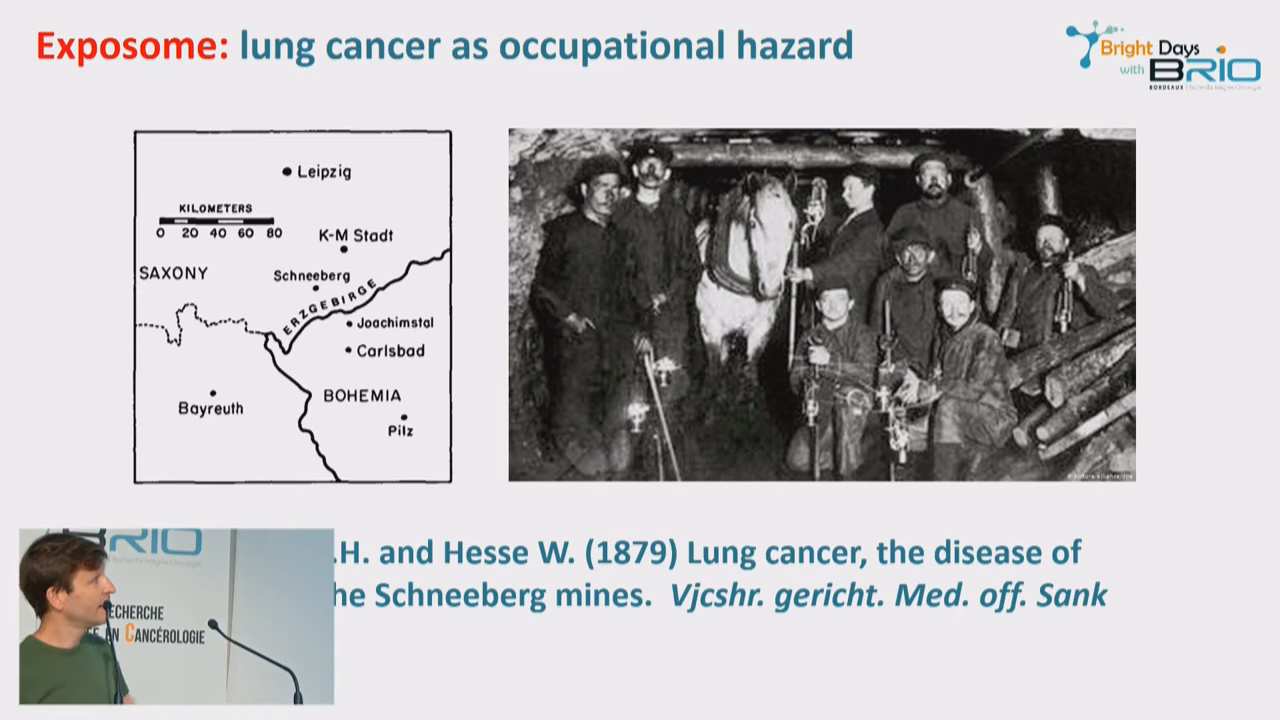 Exposome: lung cancer as occupational hazard
Bright Days
with BRIO
BORDEAUX
Leipzig
KILOMETERS
0 20 40 60 80
K-M Stadt
SAXONY
Schneeberg
ERZGEBIRGE
Joachimstal
Carlsbad
BOHEMIA
Bayreuth
Pilz
.H. and Hesse W. (1879) Lung cancer, the disease of
he Schneeberg mines. Vjcshr. gericht. Med. off. Sank
BRIO
ECHERCHE
EN CANCÉROLOGIE